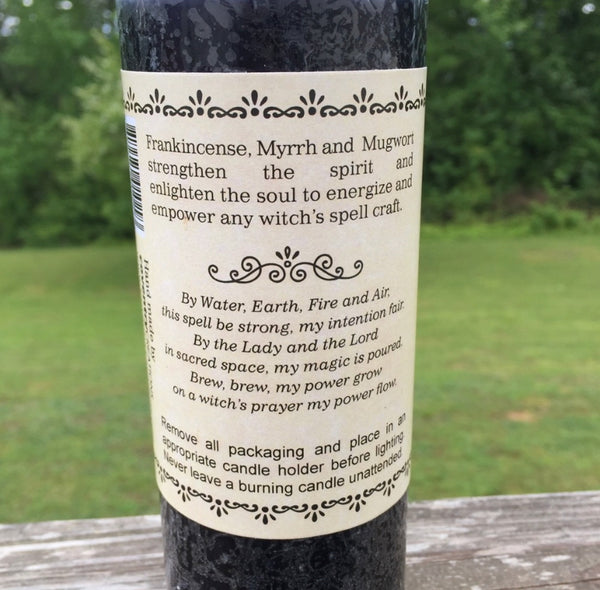 Frankincense, Myrrh and Mugwort
strengthen the spirit and
enlighten the soul to energize and
empower any witch's spell craft.
By Water, Earth, Fire and Air,
this spell be strong, my intention fair.
By the Lady and the Lord
in sacred space, my magic is poured.
Brew, brew, my power grow
on a witch's prayer my power flow.
Remove all packaging and place in an
appropriate candle holder before lighting.
Never leave a burning candle unattended.
Hand made by